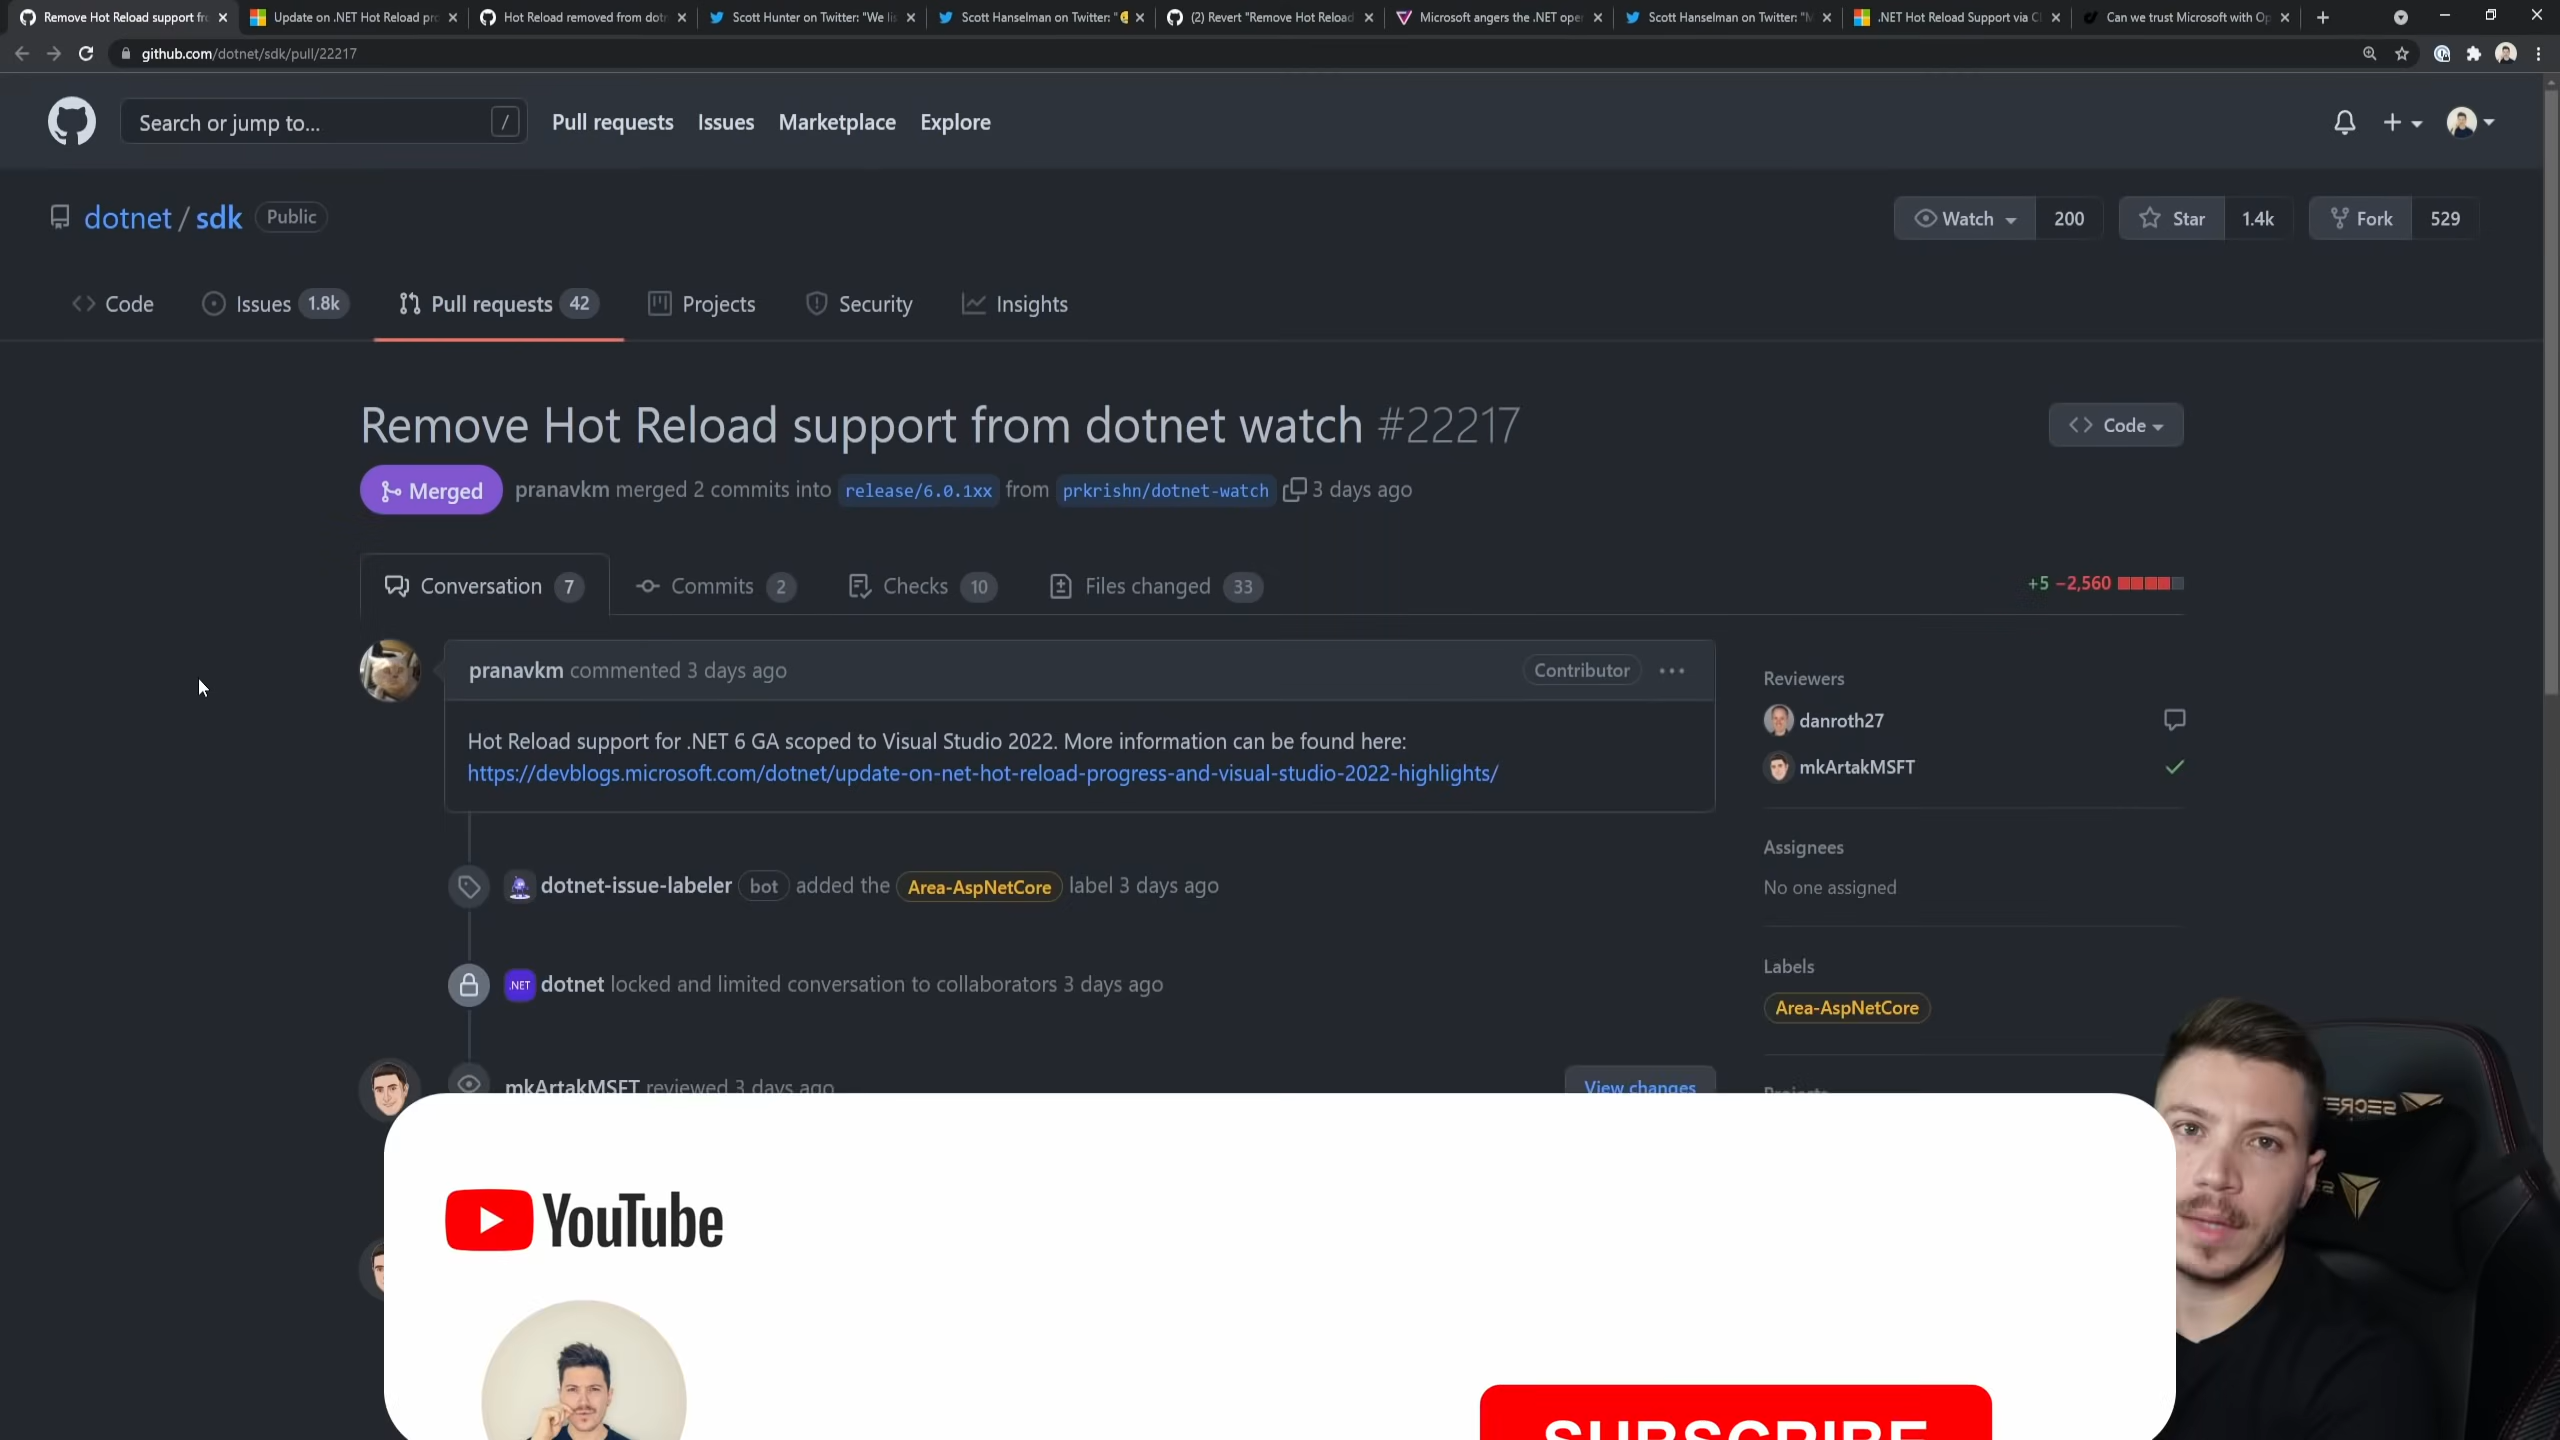 Remove Hot Reload support fr
Update on .NET Hot Reload pr
Hot Reload removed from dot
Scott Hunter on Twitter: "We li
Scott Hanselman on Twitter: "
(2) Revert "Remove Hot Reload
Microsoft angers the .NET ope
Scott Hanselman on Twitter: "M
.NET Hot Reload Support via C
Can we trust Microsoft with Op
github.com/dotnet/sdk/pull/22217
Search or jump to...
/
Pull requests
Issues
Marketplace
Explore
dotnet / sdk
Public
Watch
200
Star
1.4k
Fork
529
Code
Issues 1.8k
Pull requests 42
Projects
Security
Insights
Remove Hot Reload support from dotnet watch #22217
Code
Merged
pranavkm merged 2 commits into release/6.0.1xx from prkrishn/dotnet-watch 3 days ago
Conversation 7
Commits 2
Checks 10
Files changed 33
+5 −2,560
pranavkm commented 3 days ago
Contributor
Hot Reload support for .NET 6 GA scoped to Visual Studio 2022. More information can be found here:
https://devblogs.microsoft.com/dotnet/update-on-net-hot-reload-progress-and-visual-studio-2022-highlights/
Reviewers
danroth27
mkArtakMSFT
Assignees
No one assigned
dotnet-issue-labeler bot added the Area-AspNetCore label 3 days ago
Labels
Area-AspNetCore
.NET
dotnet locked and limited conversation to collaborators 3 days ago
mkArtakMSFT reviewed 3 days ago
View changes
Projects
YouTube
SUBSCRIBE